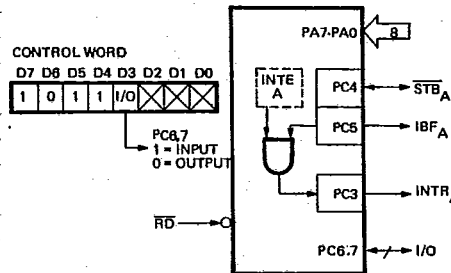 CONTROL WORD
D7 D6 D5 D4 D3 D2 D1 D0
1 0 1 1 I/O
PC6,7
1 = INPUT
0 = OUTPUT
RD
PA7-PA0
8
INTE
A
PC4
STBA
PC5
IBFA
PC3
INTR
PC6,7
I/O